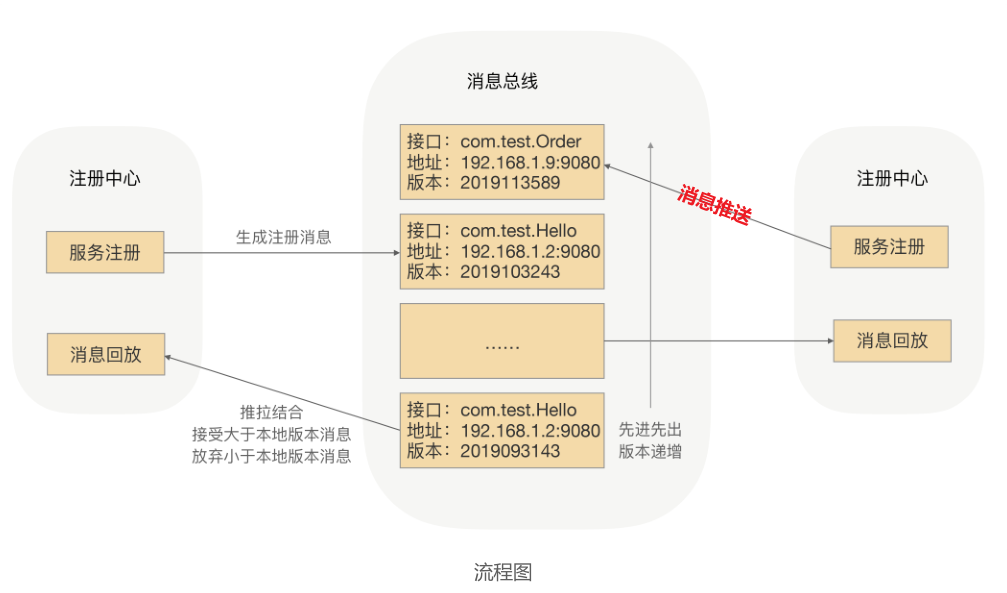 消息总线
接口：com.test.Order
地址：192.168.1.9:9080
版本：2019113589
注册中心
服务注册
生成注册消息
接口：com.test.Hello
地址：192.168.1.2:9080
版本：2019103243
消息推送
注册中心
服务注册
消息回放
……
消息回放
推拉结合
接受大于本地版本消息
放弃小于本地版本消息
接口：com.test.Hello
地址：192.168.1.2:9080
版本：2019093143
先进先出
版本递增
流程图